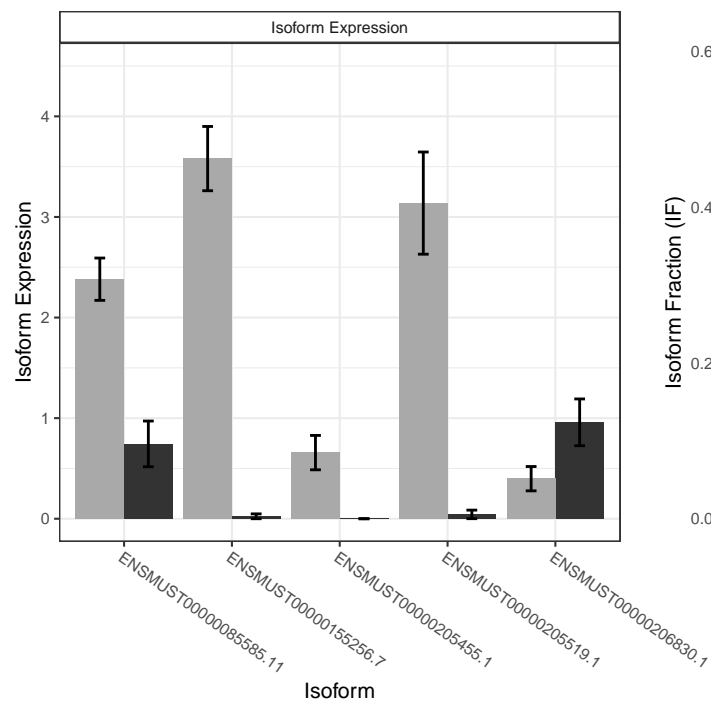 Isoform Expression
Isoform Expression
4
3
2
1
0
ENSMUST00000085585.11
ENSMUST00000155256.7
ENSMUST00000205455.1
ENSMUST00000205519.1
ENSMUST00000206830.1
Isoform
Isoform Fraction (IF)
0.6
0.4
0.2
0.0